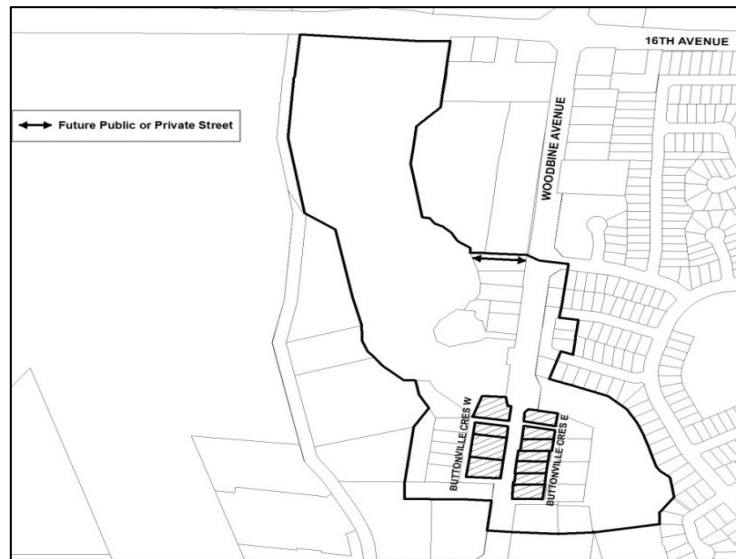 16TH AVENUE
WOODBINE AVENUE
Future Public or Private Street
BUTTONVILLE CRES W
BUTTONVILLE CRES E